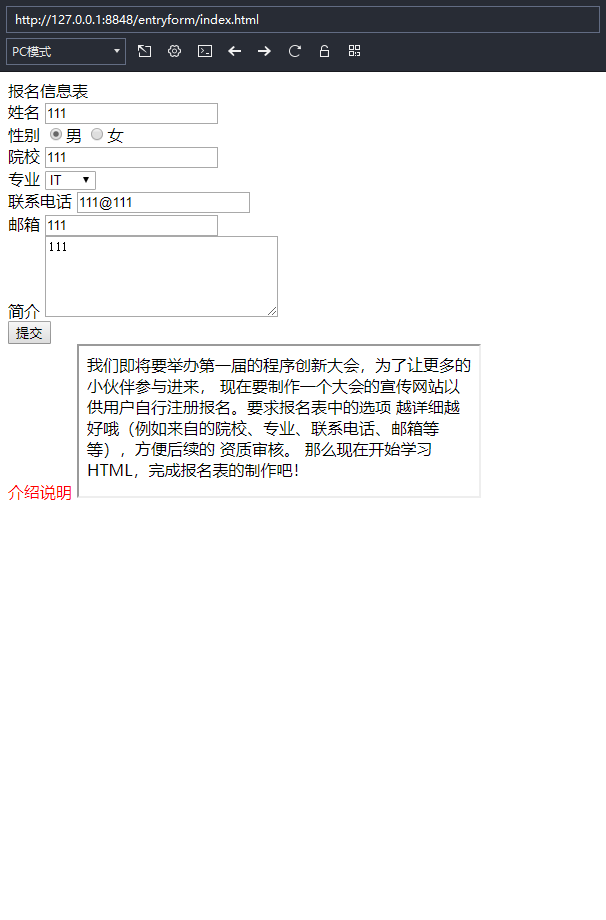 http://127.0.0.1:8848/entryform/index.html
PC模式
报名信息表
姓名 111
性别 男 女
院校 111
专业 IT
联系电话 111@111
邮箱 111
111
简介
提交
我们即将要举办第一届的程序创新大会，为了让更多的
小伙伴参与进来， 现在要制作一个大会的宣传网站以
供用户自行注册报名。要求报名表中的选项 越详细越
好哦（例如来自的院校、专业、联系电话、邮箱等
等），方便后续的 资质审核。 那么现在开始学习
HTML，完成报名表的制作吧！
介绍说明